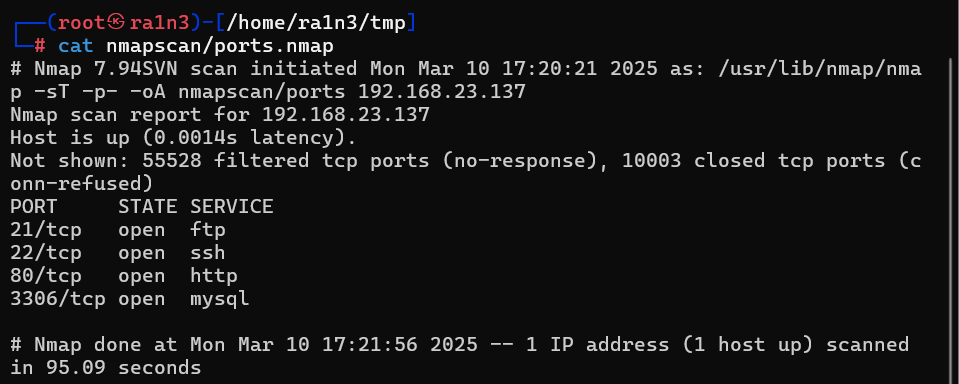 ┌──(root㉿ra1n3)-[/home/ra1n3/tmp]
└─# cat nmapscan/ports.nmap
# Nmap 7.94SVN scan initiated Mon Mar 10 17:20:21 2025 as: /usr/lib/nmap/nma
p -sT -p- -oA nmapscan/ports 192.168.23.137
Nmap scan report for 192.168.23.137
Host is up (0.0014s latency).
Not shown: 55528 filtered tcp ports (no-response), 10003 closed tcp ports (c
onn-refused)
PORT     STATE SERVICE
21/tcp   open  ftp
22/tcp   open  ssh
80/tcp   open  http
3306/tcp open  mysql

# Nmap done at Mon Mar 10 17:21:56 2025 -- 1 IP address (1 host up) scanned
in 95.09 seconds